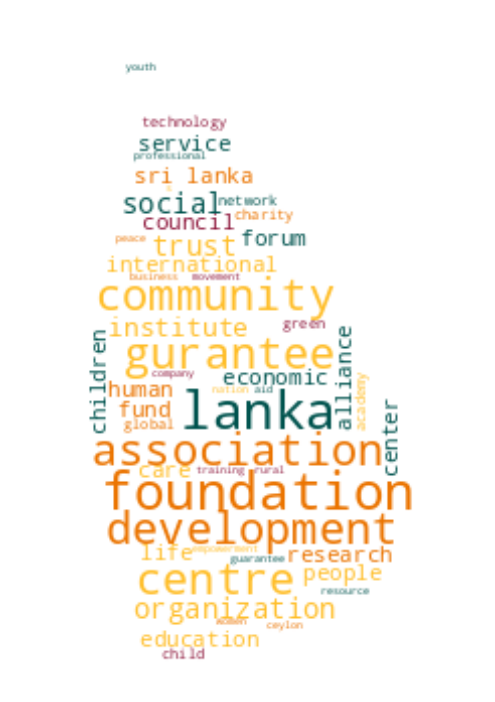 youth
technology
service
professional
sri lanka
social network
council charity
peace trust forum
international
business movement
community
institute green
gurantee
children
alliance
company economic
human nation aid
academy
fund lanka
global
center
association
care training rural
foundation
development
life empowerment
guarantee research
centre people
resource
organization
women ceylon
education
child